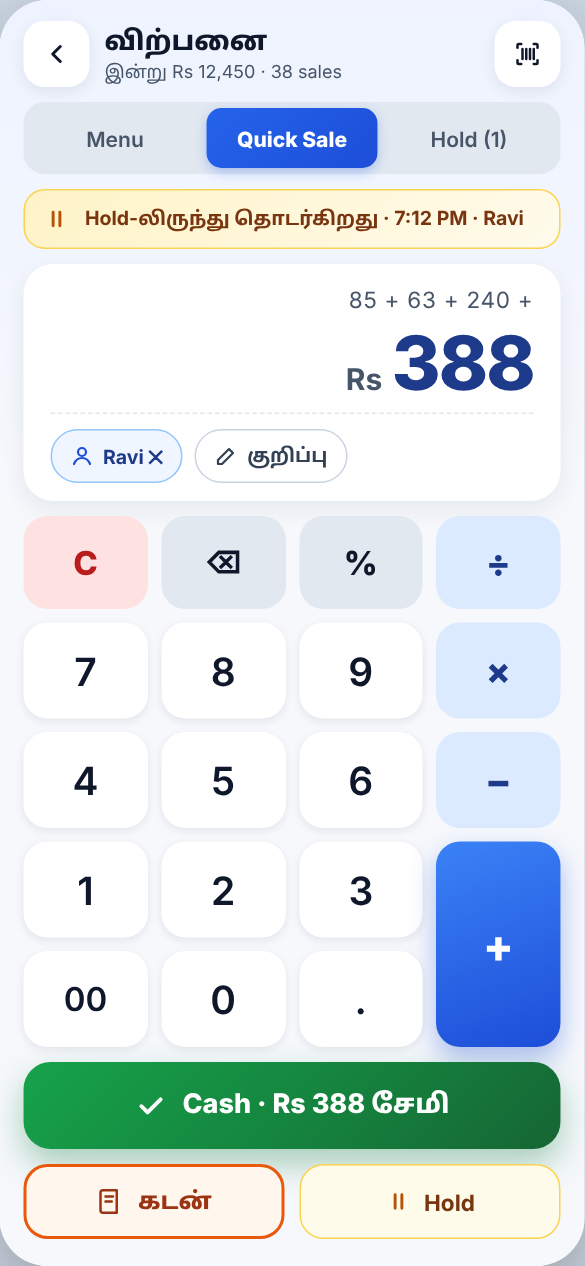 விற்பனை
இன்று Rs 12,450 · 38 sales
Menu
Quick Sale
Hold (1)
Hold-லிருந்து தொடர்கிறது · 7:12 PM · Ravi
85 + 63 + 240 +
Rs 388
Ravi ✕
குறிப்பு
C
%
÷
7
8
9
×
4
5
6
−
1
2
3
+
00
0
.
Cash · Rs 388 சேமி
கடன்
Hold